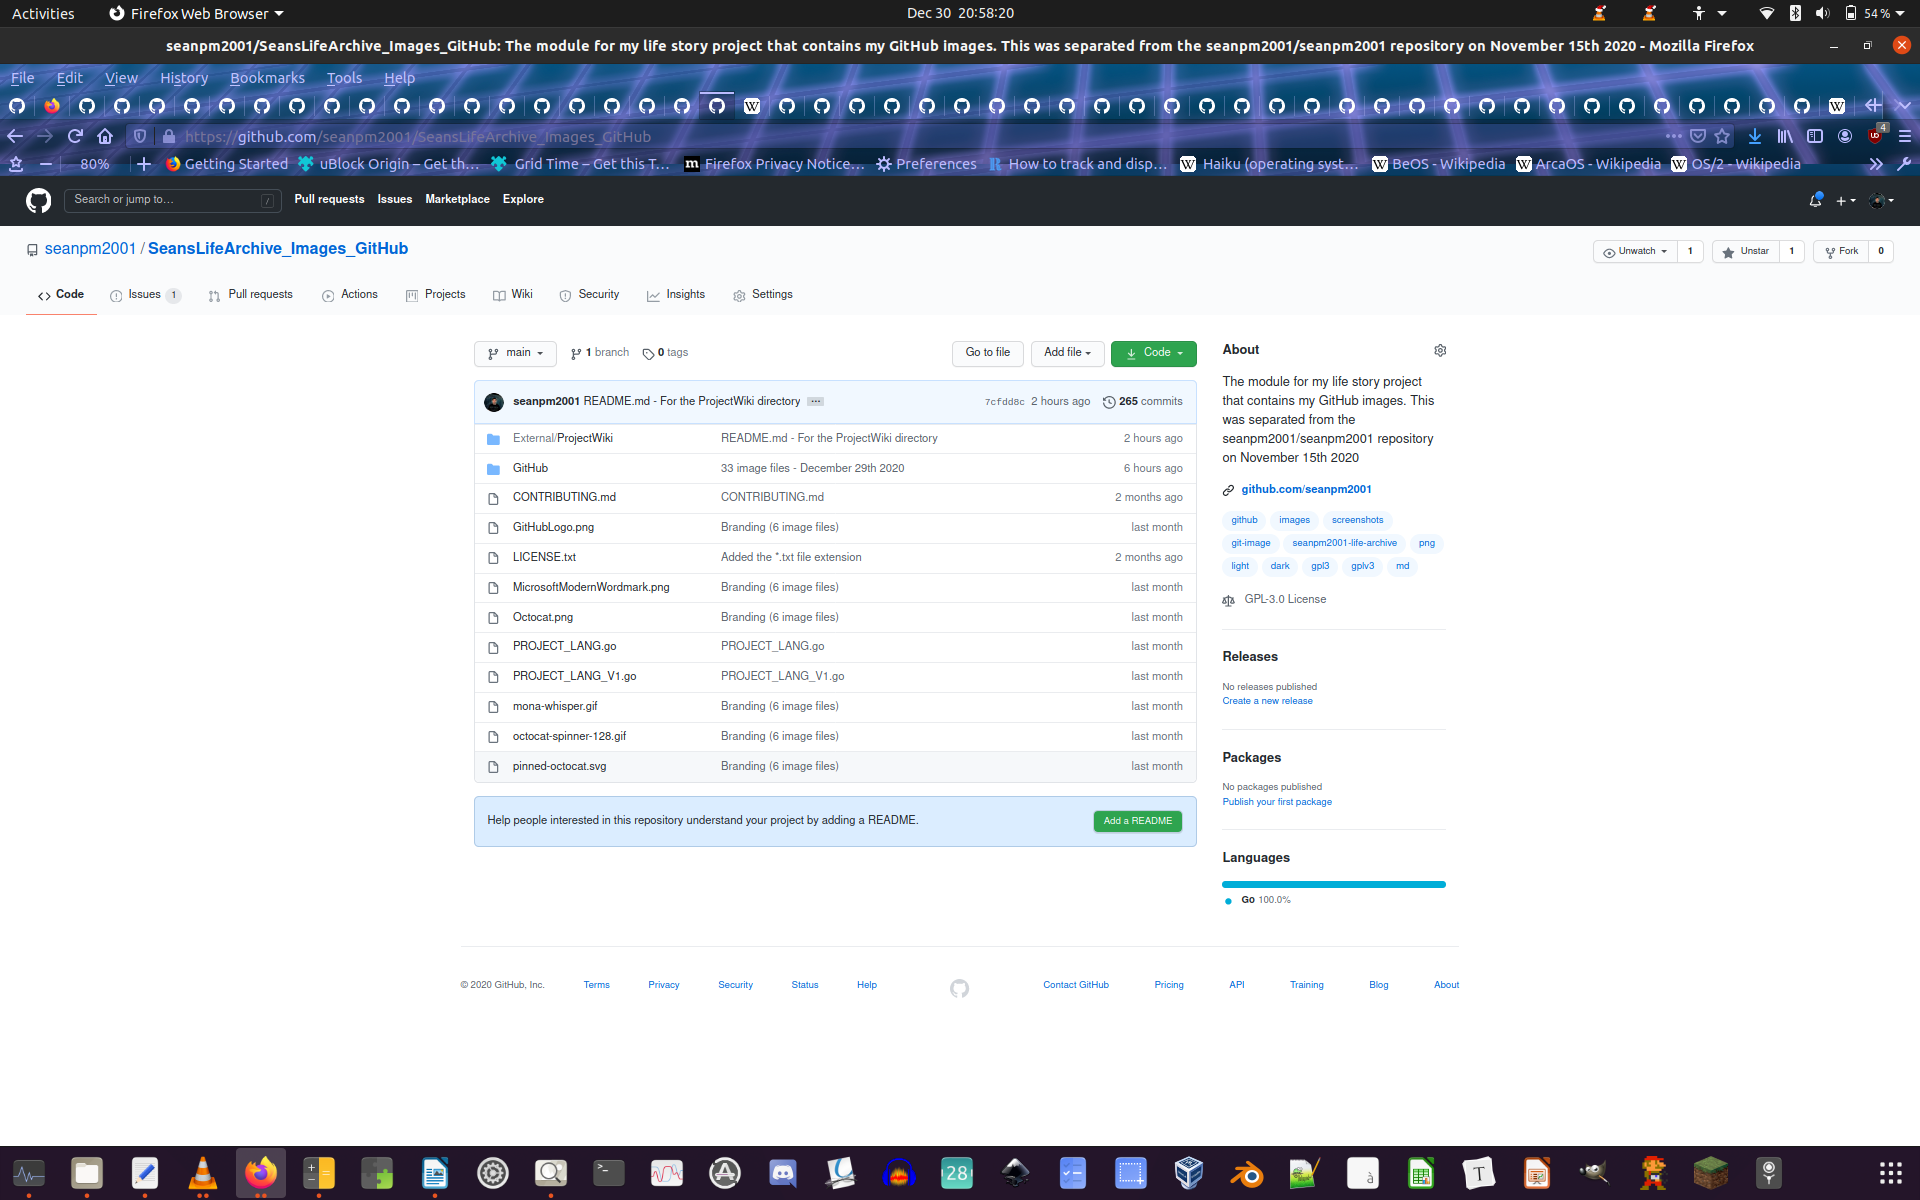 Activities Firefox Web Browser Dec 30 20:58:20 54 %
seanpm2001/SeansLifeArchive_Images_GitHub: The module for my life story project that contains my GitHub images. This was separated from the seanpm2001/seanpm2001 repository on November 15th 2020 - Mozilla Firefox
File Edit View History Bookmarks Tools Help
https://github.com/seanpm2001/SeansLifeArchive_Images_GitHub 4
80% Getting Started uBlock Origin – Get th… Grid Time – Get this T… Firefox Privacy Notice… Preferences How to track and disp… Haiku (operating syst… BeOS - Wikipedia ArcaOS - Wikipedia OS/2 - Wikipedia
Search or jump to… / Pull requests Issues Marketplace Explore
seanpm2001 / SeansLifeArchive_Images_GitHub Unwatch 1 Unstar 1 Fork 0
Code Issues 1 Pull requests Actions Projects Wiki Security Insights Settings
main 1 branch 0 tags Go to file Add file Code
seanpm2001 README.md - For the ProjectWiki directory ... 7cfdd8c 2 hours ago 265 commits
External/ProjectWiki README.md - For the ProjectWiki directory 2 hours ago
GitHub 33 image files - December 29th 2020 6 hours ago
CONTRIBUTING.md CONTRIBUTING.md 2 months ago
GitHubLogo.png Branding (6 image files) last month
LICENSE.txt Added the *.txt file extension 2 months ago
MicrosoftModernWordmark.png Branding (6 image files) last month
Octocat.png Branding (6 image files) last month
PROJECT_LANG.go PROJECT_LANG.go last month
PROJECT_LANG_V1.go PROJECT_LANG_V1.go last month
mona-whisper.gif Branding (6 image files) last month
octocat-spinner-128.gif Branding (6 image files) last month
pinned-octocat.svg Branding (6 image files) last month
Help people interested in this repository understand your project by adding a README. Add a README
About
The module for my life story project
that contains my GitHub images. This
was separated from the
seanpm2001/seanpm2001 repository
on November 15th 2020
github.com/seanpm2001
github images screenshots
git-image seanpm2001-life-archive png
light dark gpl3 gplv3 md
GPL-3.0 License
Releases
No releases published
Create a new release
Packages
No packages published
Publish your first package
Languages
Go 100.0%
© 2020 GitHub, Inc. Terms Privacy Security Status Help Contact GitHub Pricing API Training Blog About
28